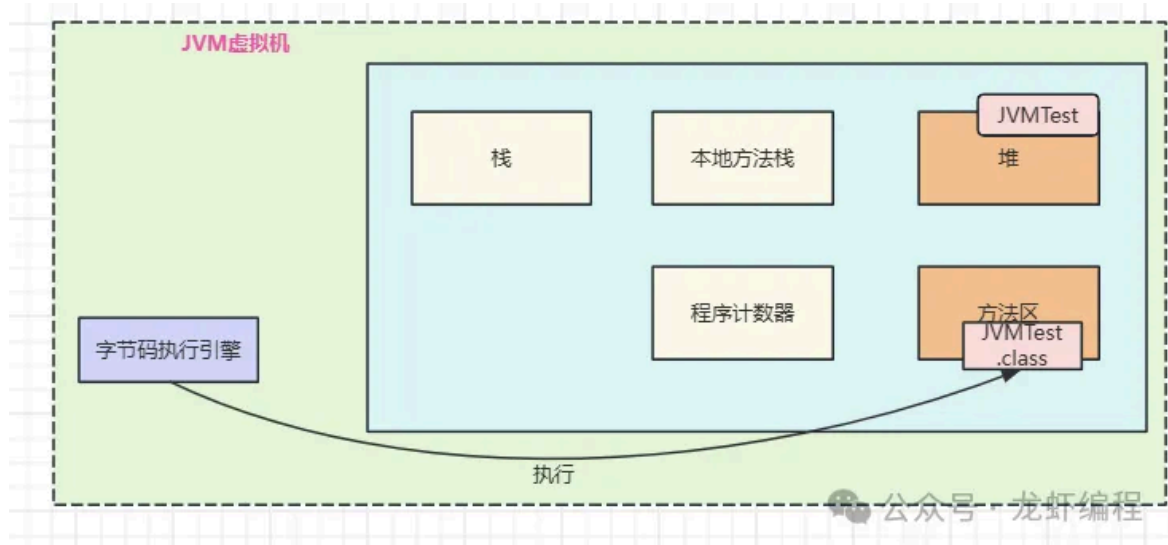 JVM虚拟机
JVMTest
栈
本地方法栈
堆
程序计数器
方法区
JVMTest
.class
字节码执行引擎
执行
公众号·龙虾编程